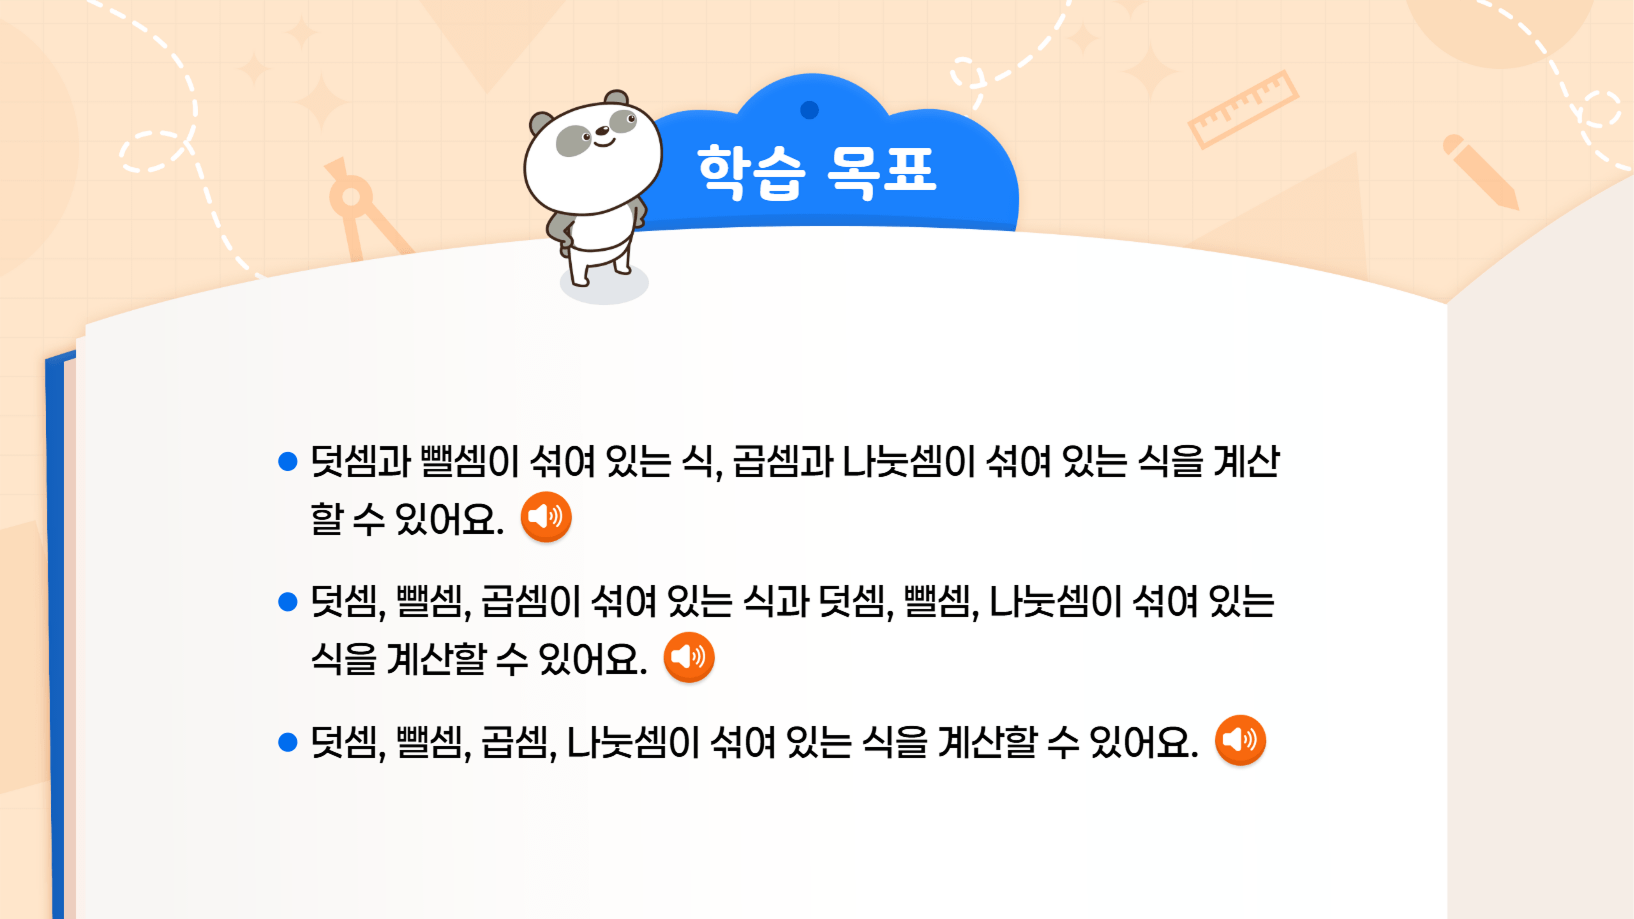 학습 목표
덧셈과 뺄셈이 섞여 있는 식, 곱셈과 나눗셈이 섞여 있는 식을 계산
할 수 있어요.
덧셈, 뺄셈, 곱셈이 섞여 있는 식과 덧셈, 뺄셈, 나눗셈이 섞여 있는
식을 계산할 수 있어요.
덧셈, 뺄셈, 곱셈, 나눗셈이 섞여 있는 식을 계산할 수 있어요.